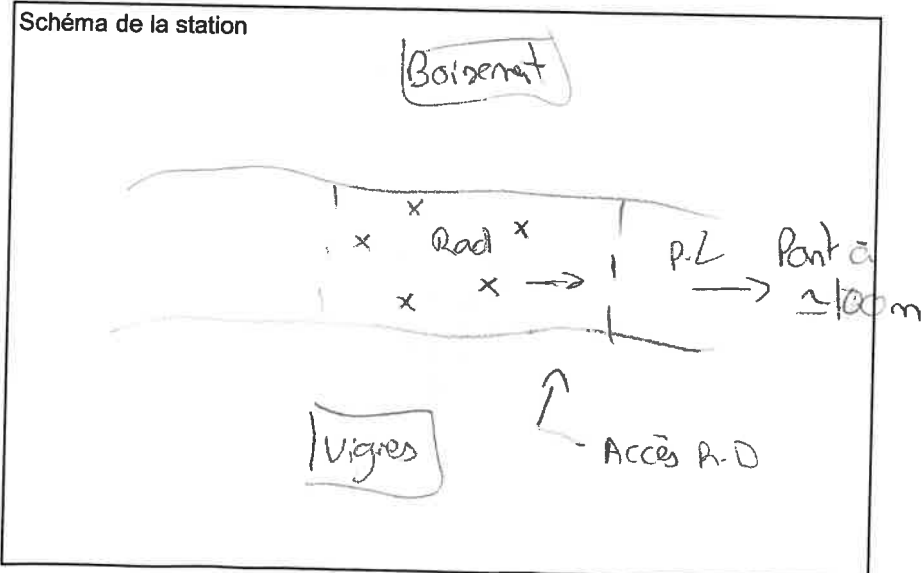 Schéma de la station
Boisement
x
x Rad x
x x
P.L Pont à
≃100m
Vignes
Accès R.D